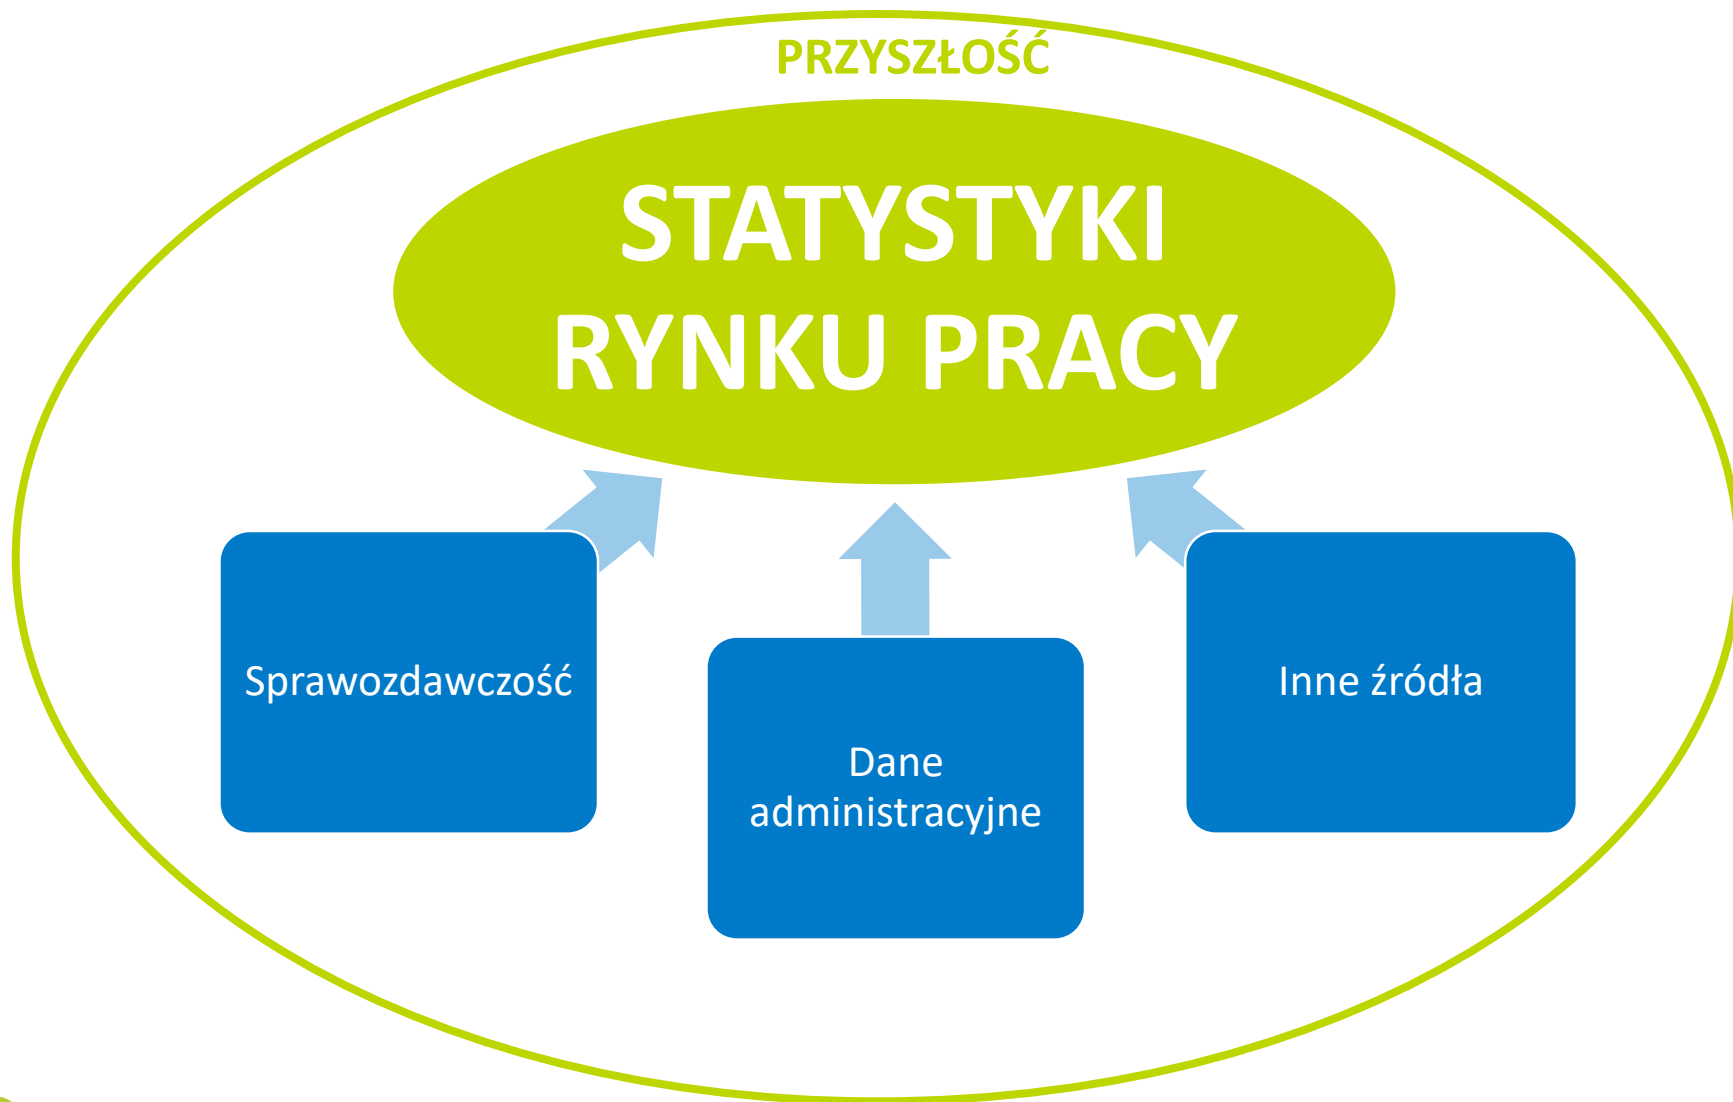 PRZYSZŁOŚĆ
STATYSTYKI
RYNKU PRACY
Sprawozdawczość
Dane
administracyjne
Inne źródła